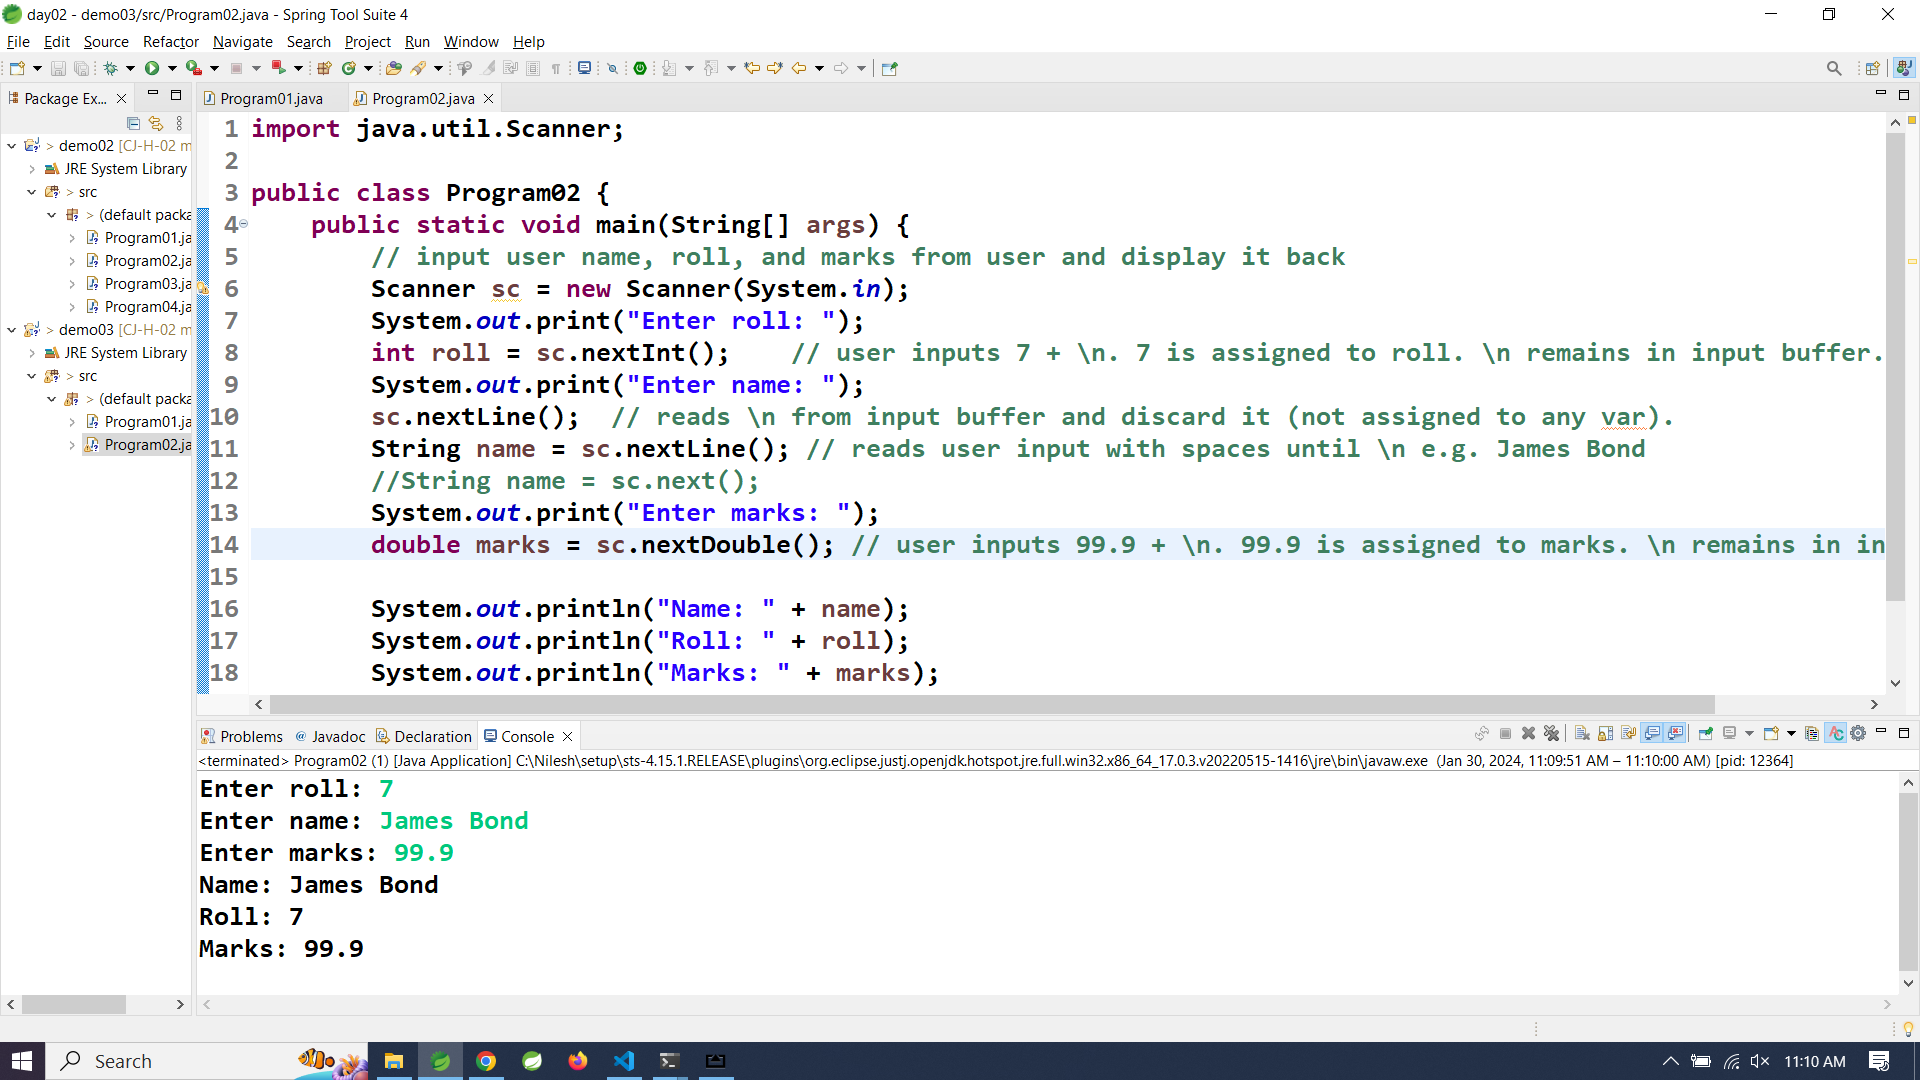 day02 - demo03/src/Program02.java - Spring Tool Suite 4
File Edit Source Refactor Navigate Search Project Run Window Help
Package Ex...
Program01.java
Program02.java
> demo02 [CJ-H-02 m
JRE System Library
> src
> (default packa
Program01.ja
Program02.ja
Program03.ja
Program04.ja
> demo03 [CJ-H-02 m
JRE System Library
> src
> (default packa
Program01.ja
Program02.ja
1 import java.util.Scanner;
2
3 public class Program02 {
4 public static void main(String[] args) {
5 // input user name, roll, and marks from user and display it back
6 Scanner sc = new Scanner(System.in);
7 System.out.print("Enter roll: ");
8 int roll = sc.nextInt(); // user inputs 7 + \n. 7 is assigned to roll. \n remains in input buffer.
9 System.out.print("Enter name: ");
10 sc.nextLine(); // reads \n from input buffer and discard it (not assigned to any var).
11 String name = sc.nextLine(); // reads user input with spaces until \n e.g. James Bond
12 //String name = sc.next();
13 System.out.print("Enter marks: ");
14 double marks = sc.nextDouble(); // user inputs 99.9 + \n. 99.9 is assigned to marks. \n remains in in
15
16 System.out.println("Name: " + name);
17 System.out.println("Roll: " + roll);
18 System.out.println("Marks: " + marks);
Problems @ Javadoc Declaration Console
<terminated> Program02 (1) [Java Application] C:\Nilesh\setup\sts-4.15.1.RELEASE\plugins\org.eclipse.justj.openjdk.hotspot.jre.full.win32.x86_64_17.0.3.v20220515-1416\jre\bin\javaw.exe (Jan 30, 2024, 11:09:51 AM – 11:10:00 AM) [pid: 12364]
Enter roll: 7
Enter name: James Bond
Enter marks: 99.9
Name: James Bond
Roll: 7
Marks: 99.9
Search
11:10 AM